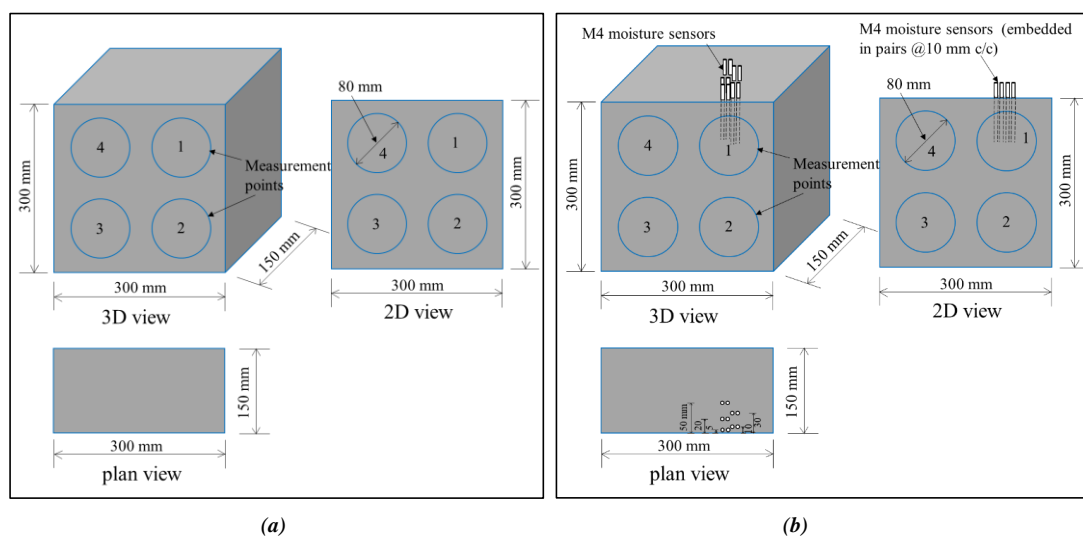 80 mm
4
1
3
2
Measurement
points
4
1
3
2
300 mm
300 mm
150 mm
300 mm
300 mm
3D view
2D view
150 mm
300 mm
plan view
(a)
M4 moisture sensors
M4 moisture sensors (embedded
in pairs @10 mm c/c)
80 mm
4
1
3
2
Measurement
points
4
1
3
2
300 mm
300 mm
150 mm
300 mm
300 mm
3D view
2D view
50 mm
20
5
10
30
150 mm
300 mm
plan view
(b)